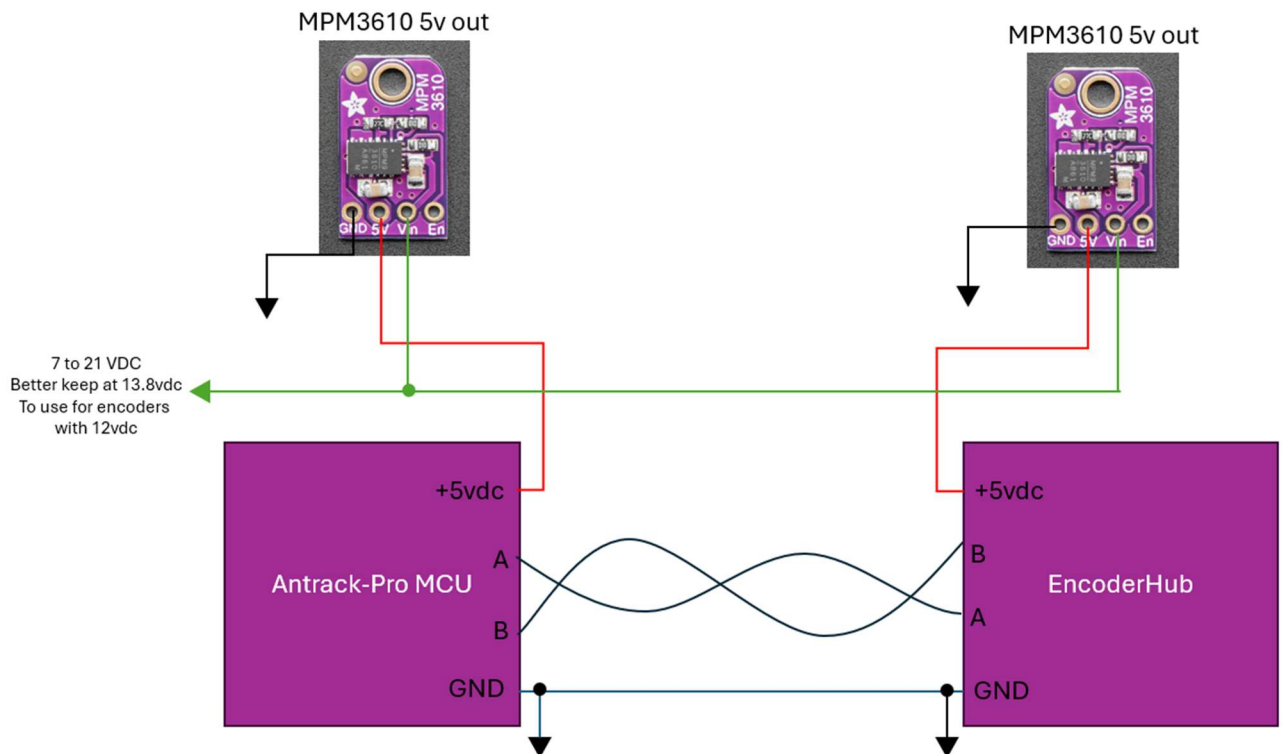 MPM3610 5v out
MPM
3610
GND 5V Vin En
MPM3610 5v out
MPM
3610
GND 5V Vin En
7 to 21 VDC
Better keep at 13.8vdc
To use for encoders
with 12vdc
Antrack-Pro MCU
+5vdc
A
B
GND
EncoderHub
+5vdc
B
A
GND